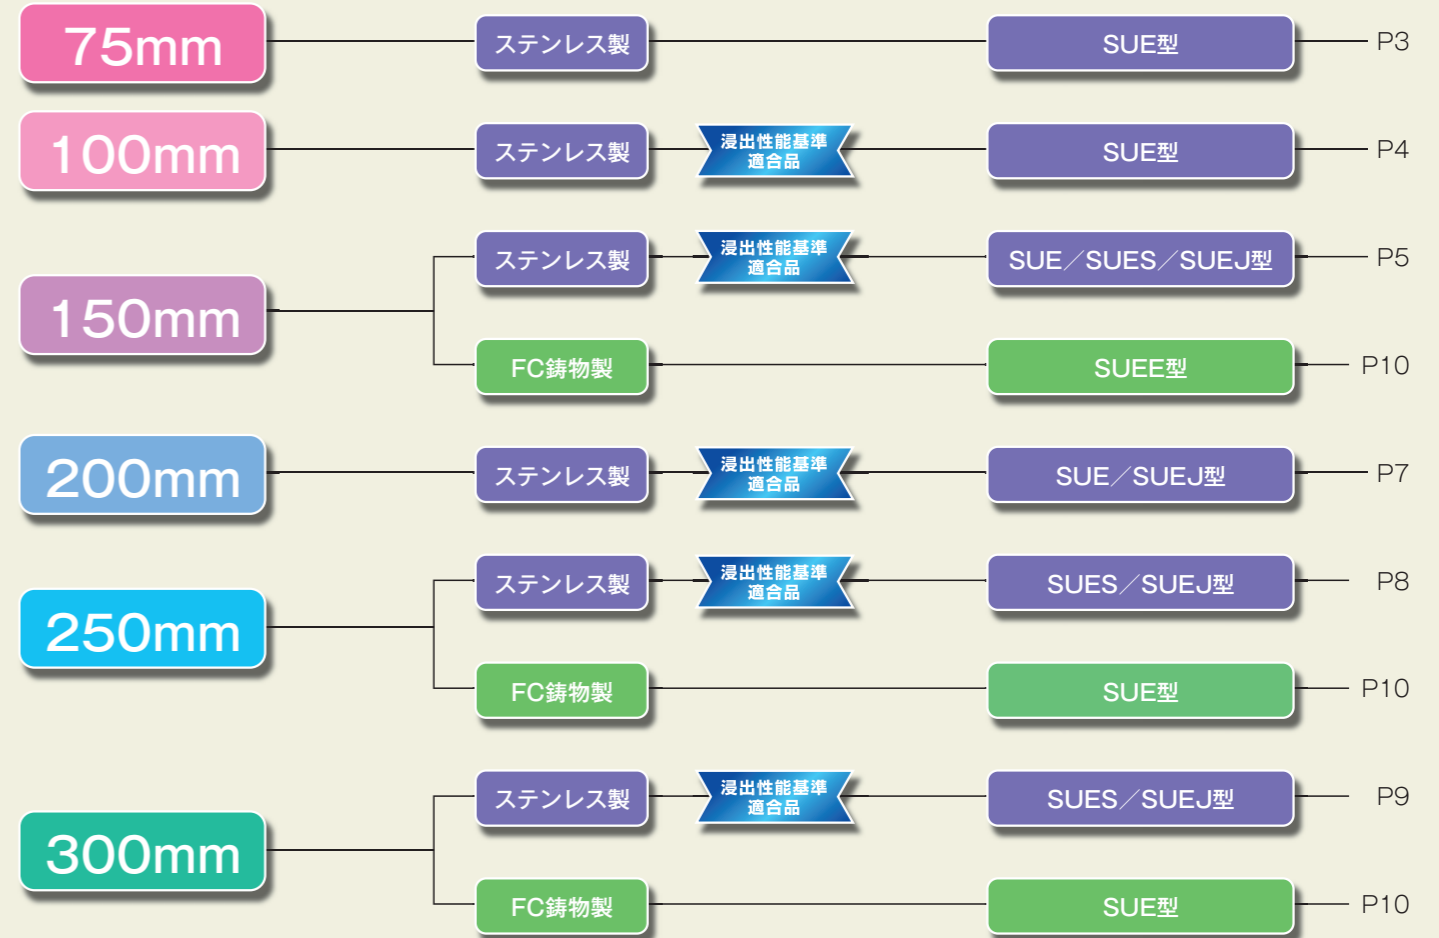 75mm
ステンレス製
SUE型
P3
100mm
ステンレス製
浸出性能基準
適合品
SUE型
P4
150mm
ステンレス製
浸出性能基準
適合品
SUE／SUES／SUEJ型
P5
FC鋳物製
SUEE型
P10
200mm
ステンレス製
浸出性能基準
適合品
SUE／SUEJ型
P7
250mm
ステンレス製
浸出性能基準
適合品
SUES／SUEJ型
P8
FC鋳物製
SUE型
P10
300mm
ステンレス製
浸出性能基準
適合品
SUES／SUEJ型
P9
FC鋳物製
SUE型
P10